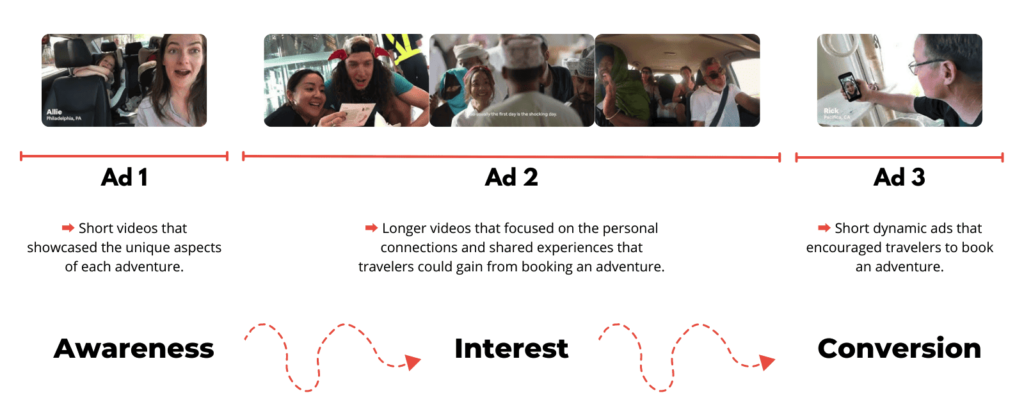 Allie
Philadelphia, PA
the first day is the shocking day
Rick
Ad 1
Ad 2
Ad 3
Short videos that
showcased the unique aspects
of each adventure.
Longer videos that focused on the personal
connections and shared experiences that
travelers could gain from booking an adventure.
Short dynamic ads that
encouraged travelers to book
an adventure.
Awareness
Interest
Conversion